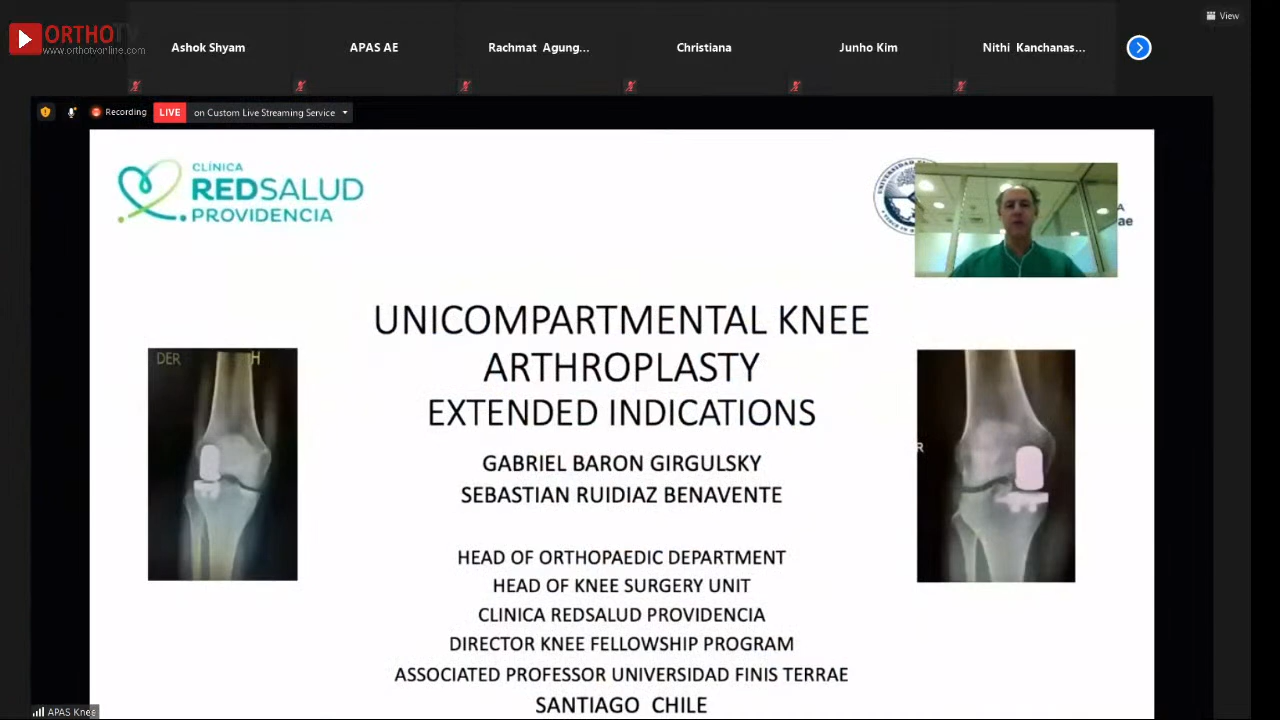 ORTHOTV
www.orthotvonline.com
Ashok Shyam
APAS AE
Rachmat Agung...
Christiana
Junho Kim
Nithi Kanchanas...
View
Recording
LIVE
on Custom Live Streaming Service
CLÍNICA
REDSALUD
PROVIDENCIA
UNICOMPARTMENTAL KNEE
ARTHROPLASTY
EXTENDED INDICATIONS
DER
H
R
GABRIEL BARON GIRGULSKY
SEBASTIAN RUIDIAZ BENAVENTE
HEAD OF ORTHOPAEDIC DEPARTMENT
HEAD OF KNEE SURGERY UNIT
CLINICA REDSALUD PROVIDENCIA
DIRECTOR KNEE FELLOWSHIP PROGRAM
ASSOCIATED PROFESSOR UNIVERSIDAD FINIS TERRAE
SANTIAGO CHILE
APAS Knee